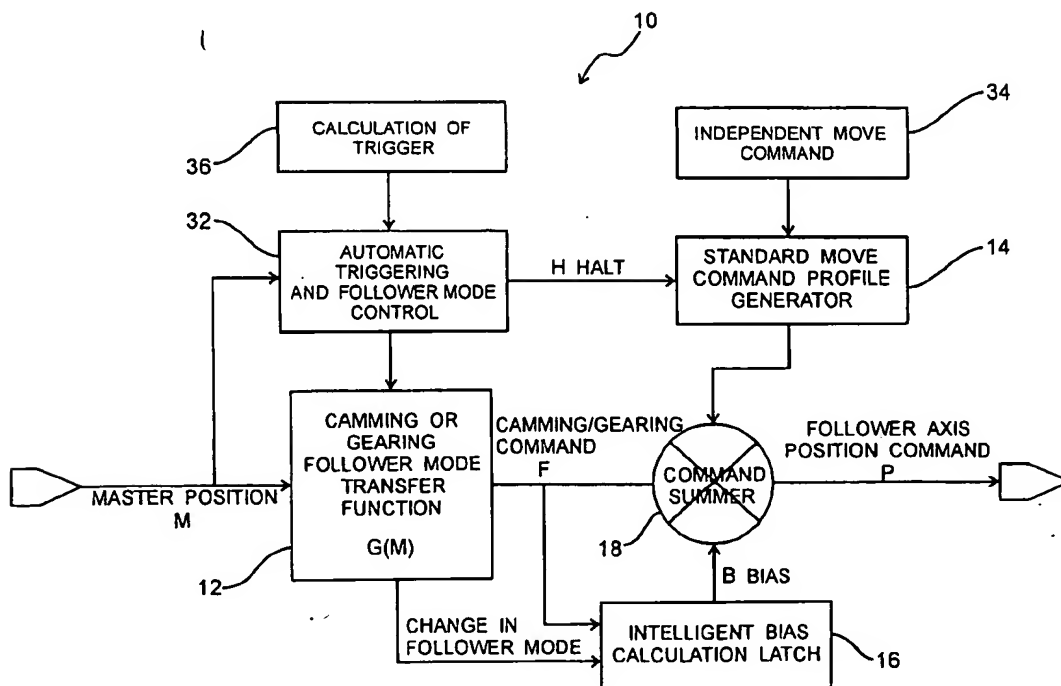 10
CALCULATION OF
TRIGGER
36
INDEPENDENT MOVE
COMMAND
34
32
AUTOMATIC
TRIGGERING
AND FOLLOWER MODE
CONTROL
H HALT
STANDARD MOVE
COMMAND PROFILE
GENERATOR
14
MASTER POSITION
M
CAMMING OR
GEARING
FOLLOWER MODE
TRANSFER
FUNCTION
G(M)
12
CAMMING/GEARING
COMMAND
F
COMMAND
SUMMER
18
FOLLOWER AXIS
POSITION COMMAND
P
B BIAS
CHANGE IN
FOLLOWER MODE
INTELLIGENT BIAS
CALCULATION LATCH
16